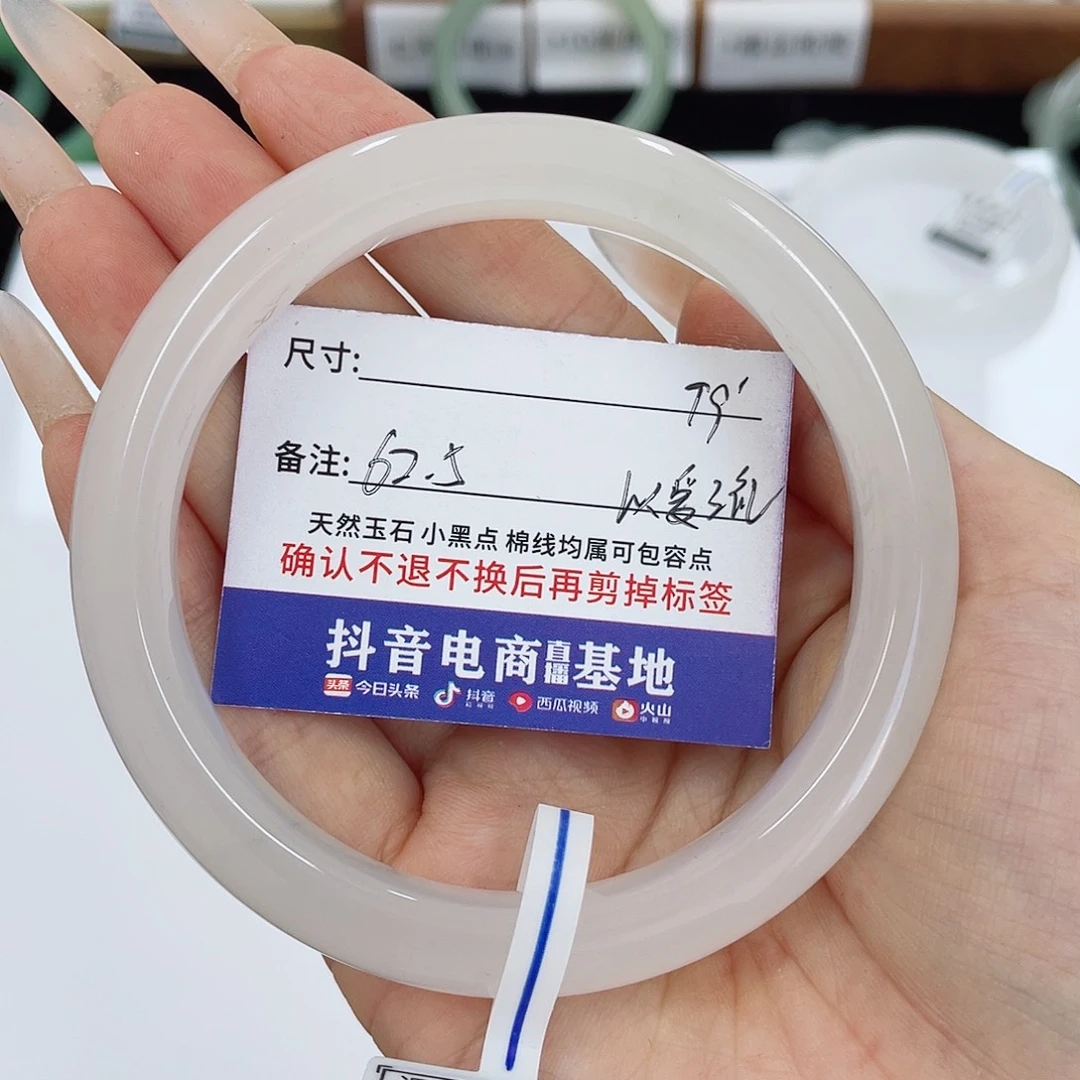 尺寸:
备注: 62.5
天然玉石 小黑点 棉线均属可包容点
确认不退不换后再剪掉标签
抖音电商直播基地
头条 今日头条 抖音 西瓜视频 火山